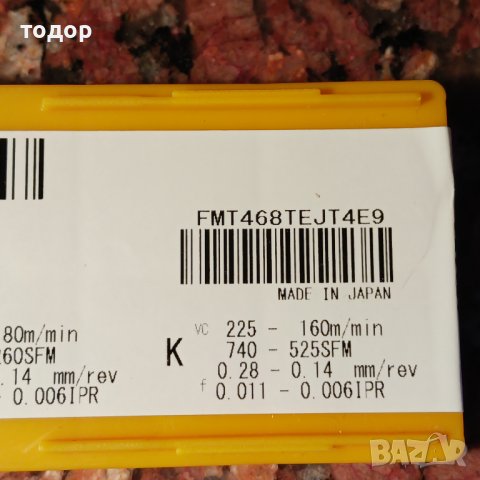 тодор
FMT468TEJT4E9
MADE IN JAPAN
80m/min
60SFM
.14 mm/rev
- 0.006IPR
K
VC 225 - 160m/min
740 - 525SFM
0.28 - 0.14 mm/rev
f 0.011 - 0.006IPR
BAZAR